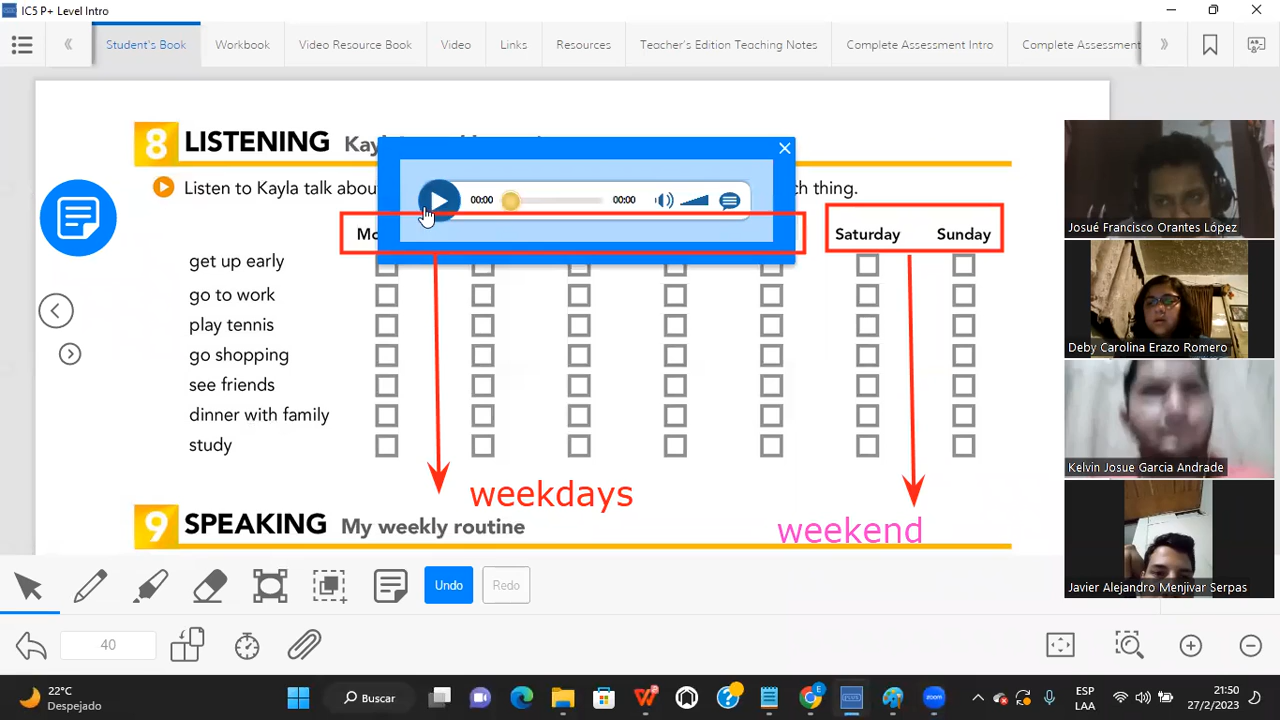 IC5 P+ Level Intro
Student's Book
Workbook
Video Resource Book
Video
Links
Resources
Teacher's Edition Teaching Notes
Complete Assessment Intro
Complete Assessment
8 LISTENING
Listen to Kayla talk
thing.
00:00
00:00
Saturday
Sunday
get up early
go to work
play tennis
go shopping
see friends
dinner with family
study
weekdays
weekend
9 SPEAKING My weekly routine
Josué Francisco Orantes López
Deby Carolina Erazo Romero
Kelvin Josue Garcia Andrade
Javier Alejandro Menjivar Serpas
Undo
Redo
40
22°C
Despejado
Buscar
zoom
ESP
LAA
21:50
27/2/2023